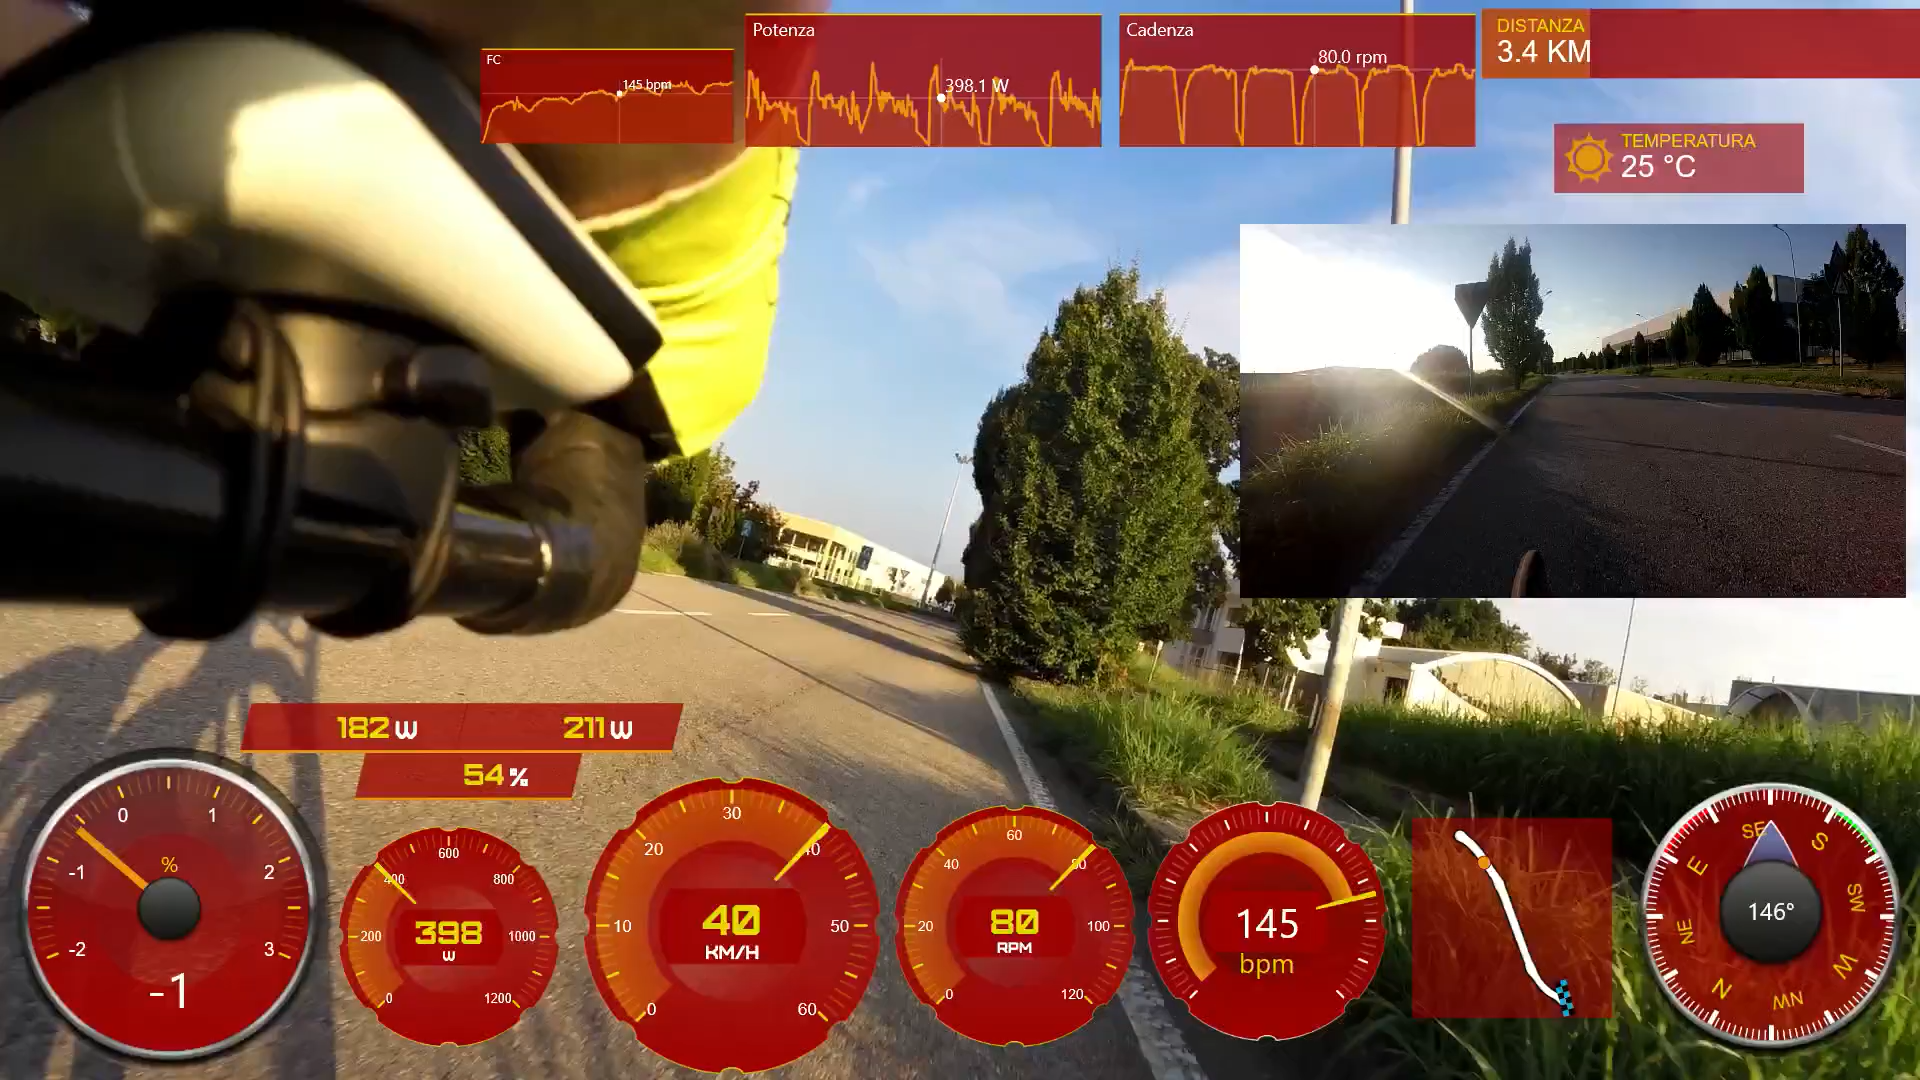 FC
145 bpm
Potenza
398.1 W
Cadenza
80.0 rpm
DISTANZA
3.4 KM
TEMPERATURA
25 °C
182 W
211 W
54 %
%
-2
-1
0
1
2
3
-1
0
200
400
600
800
1000
1200
398
W
0
10
20
30
40
50
60
40
KM/H
0
20
40
60
80
100
120
80
RPM
145
bpm
SE
S
SW
W
NW
N
NE
E
146°